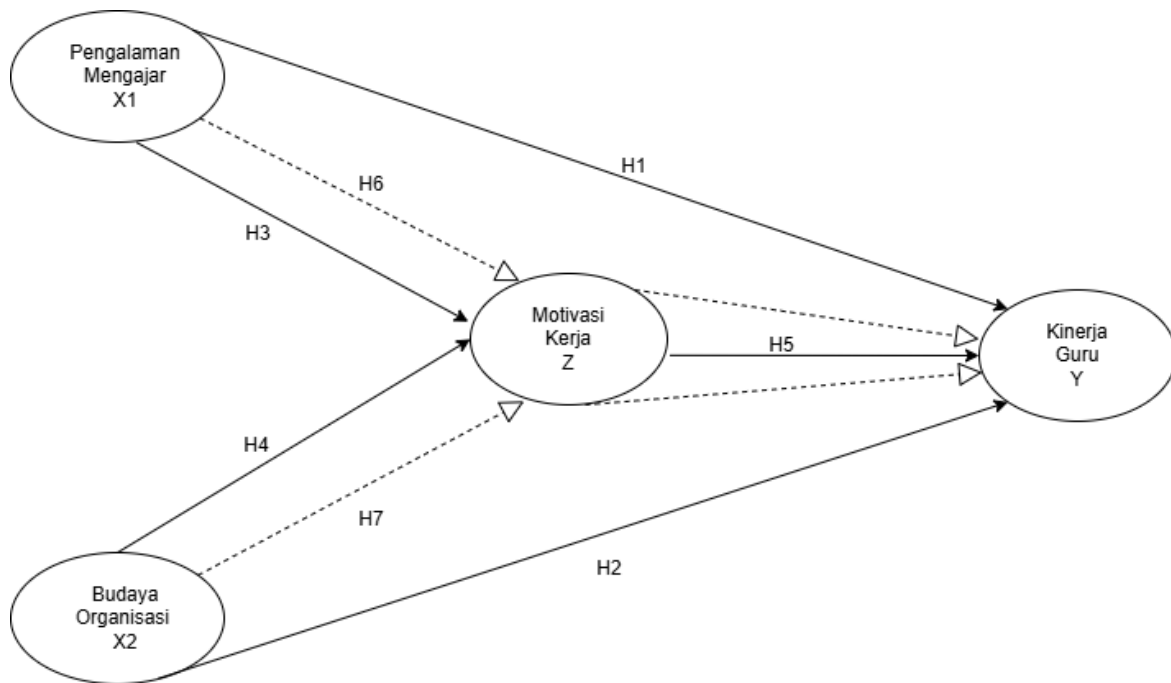 Pengalaman
Mengajar
X1
H1
H6
H3
Motivasi
Kerja
Z
H5
Kinerja
Guru
Y
H4
H7
H2
Budaya
Organisasi
X2